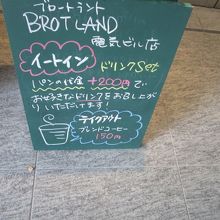 ブロートラント
BROTLAND
電気ビル店
イートイン ドリンクSet
パンの代金 +200円で
お好きなドリンクをお召し上が
りいただけます!
テイクアウト
ブレンドコーヒー
150円